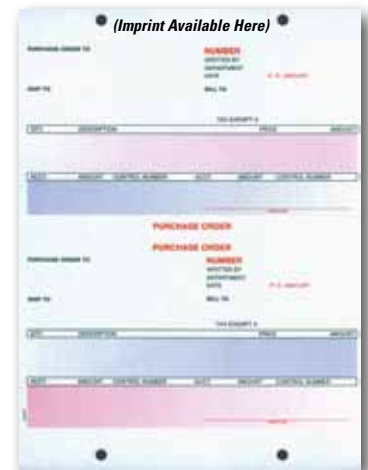 (Imprint Available Here)
PURCHASE ORDER TO
NUMBER
WRITTEN BY
DEPARTMENT
DATE
P. O. AMOUNT
SHIP TO
BILL TO
TAX EXEMPT #
QTY. DESCRIPTION PRICE AMOUNT
ACCT. AMOUNT CONTROL NUMBER ACCT. AMOUNT CONTROL NUMBER
PURCHASE ORDER
PURCHASE ORDER
PURCHASE ORDER TO
NUMBER
WRITTEN BY
DEPARTMENT
DATE
P. O. AMOUNT
SHIP TO
BILL TO
TAX EXEMPT #
QTY. DESCRIPTION PRICE AMOUNT
ACCT. AMOUNT CONTROL NUMBER ACCT. AMOUNT CONTROL NUMBER